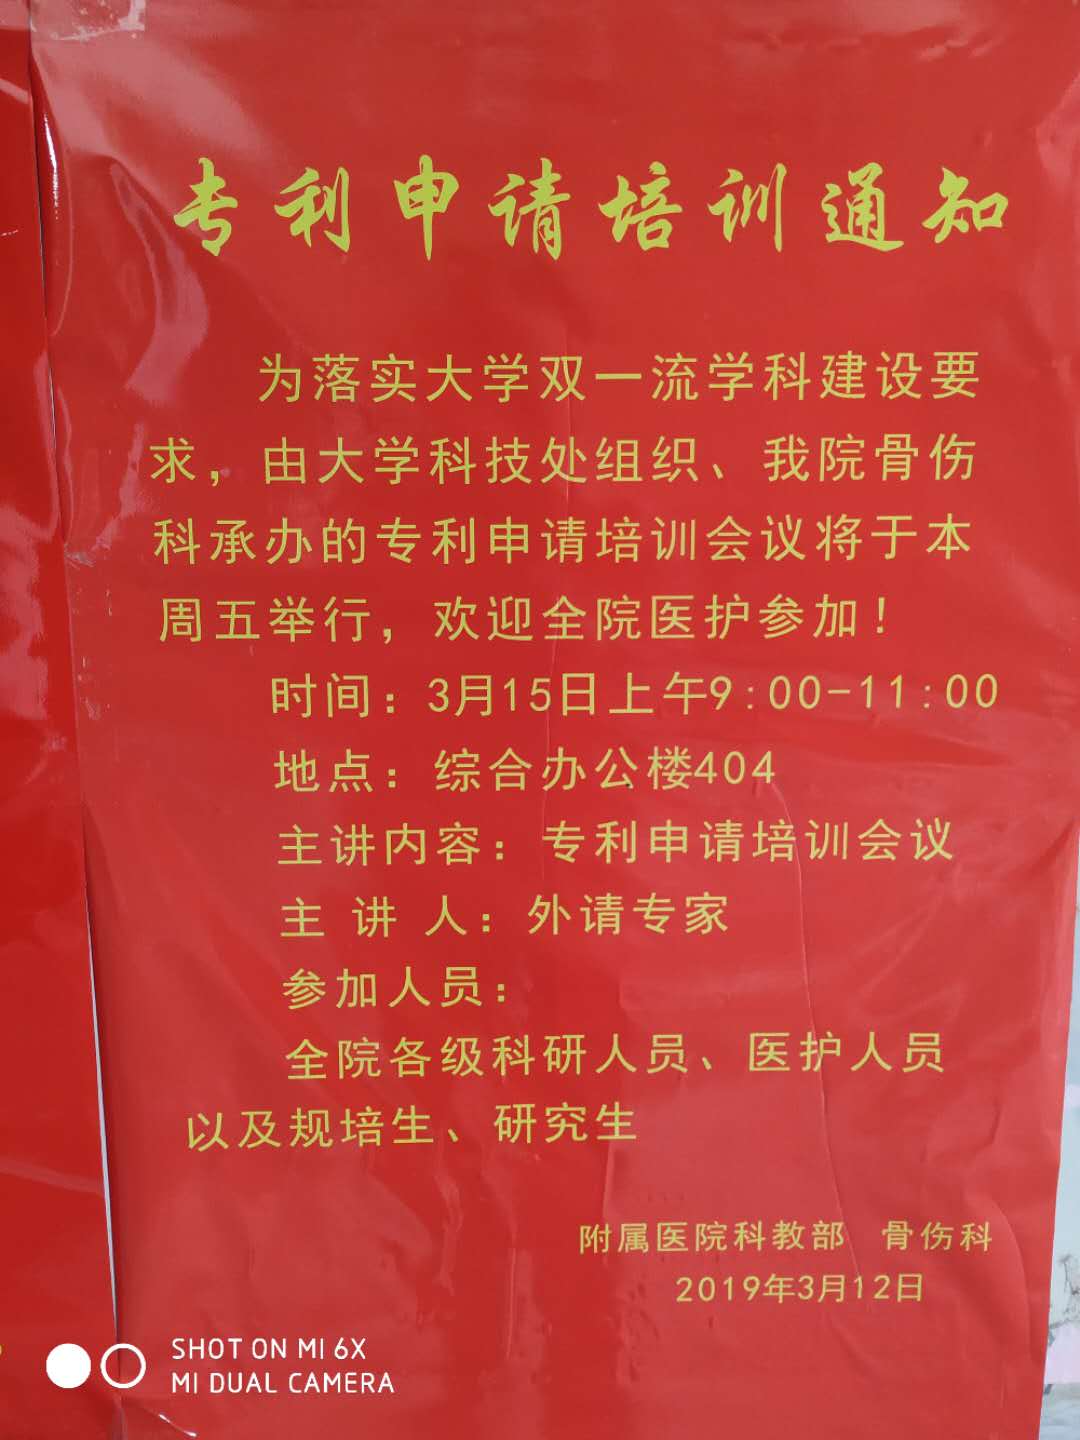 专利申请培训通知
为落实大学双一流学科建设要
求，由大学科技处组织、我院骨伤
科承办的专利申请培训会议将于本
周五举行，欢迎全院医护参加！
时间：3月15日上午9:00-11:00
地点：综合办公楼404
主讲内容：专利申请培训会议
主 讲 人：外请专家
参加人员：
全院各级科研人员、医护人员
以及规培生、研究生
附属医院科教部 骨伤科
2019年3月12日
SHOT ON MI 6X
MI DUAL CAMERA